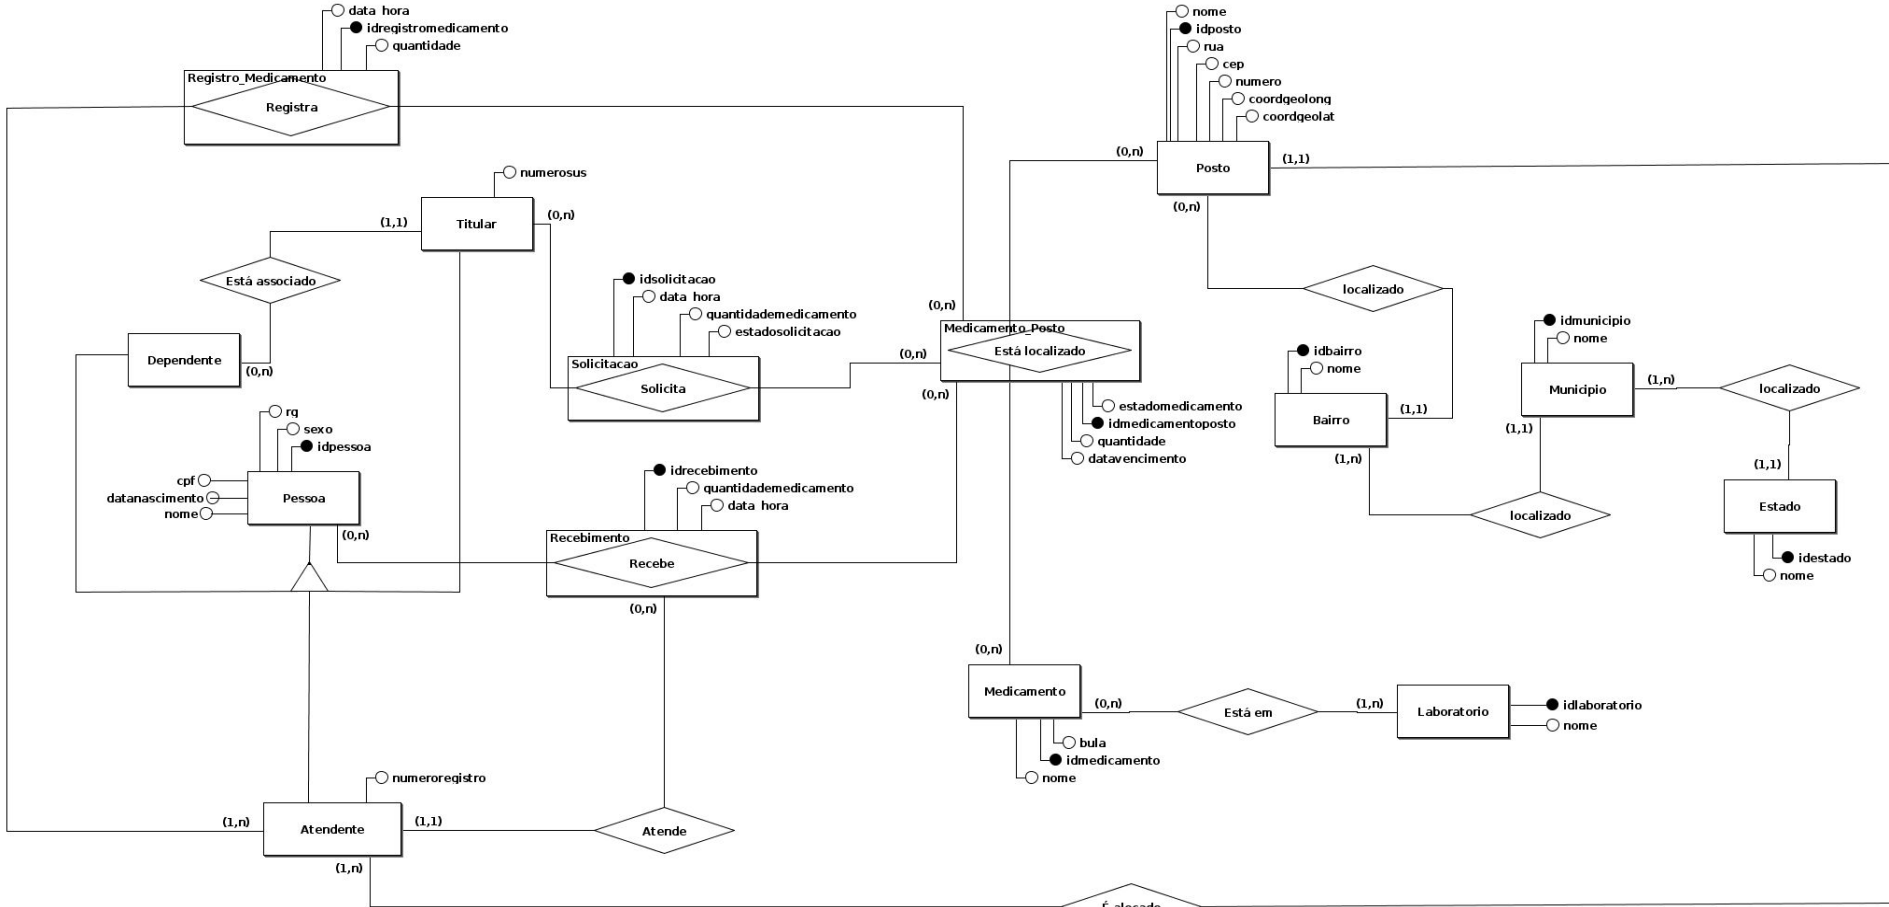 data hora
idregistromedicamento
quantidade
Registro_Medicamento
Registra
nome
idposto
rua
cep
numero
coordgeolong
coordgeolat
(0,n)
(1,1)
Posto
(0,n)
numerosus
(1,1)
Titular
(0,n)
Está associado
Dependente
(0,n)
idsolicitacao
data hora
quantidademedicamento
estadosolicitacao
Solicitacao
Solicita
(0,n)
(0,n)
Medicamento_Posto
Está localizado
(0,n)
estadomedicamento
idmedicamentoposto
quantidade
datavencimento
localizado
idbairro
nome
Bairro
(1,1)
(1,n)
idmunicipio
nome
Municipio
(1,n)
(1,1)
localizado
localizado
(1,1)
Estado
idestado
nome
rg
sexo
idpessoa
cpf
datanascimento
nome
Pessoa
(0,n)
idrecebimento
quantidademedicamento
data hora
Recebimento
Recebe
(0,n)
(0,n)
Medicamento
(0,n)
Está em
(1,n)
Laboratorio
idlaboratorio
nome
bula
idmedicamento
nome
numeroregistro
(1,n)
Atendente
(1,1)
Atende
(1,n)
É alocado